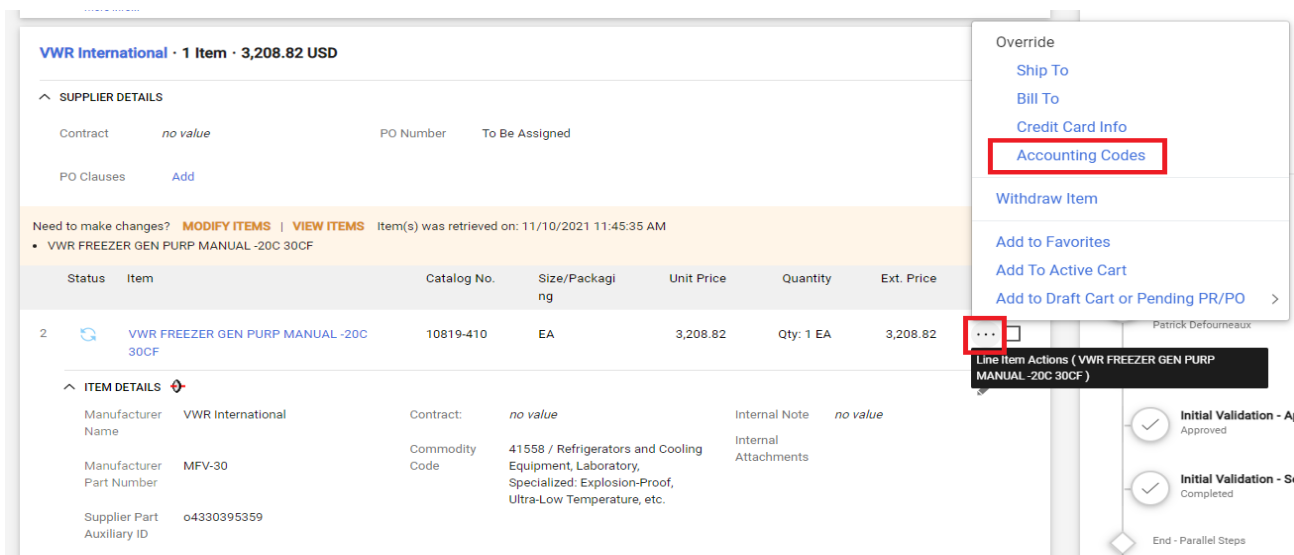 VWR International · 1 Item · 3,208.82 USD
SUPPLIER DETAILS
Contract no value PO Number To Be Assigned
PO Clauses Add
Need to make changes? MODIFY ITEMS | VIEW ITEMS Item(s) was retrieved on: 11/10/2021 11:45:35 AM
• VWR FREEZER GEN PURP MANUAL -20C 30CF
Status Item Catalog No. Size/Packagi Unit Price Quantity Ext. Price
ng
2 VWR FREEZER GEN PURP MANUAL -20C 10819-410 EA 3,208.82 Qty: 1 EA 3,208.82 ...
30CF
ITEM DETAILS
Manufacturer VWR International
Name
Manufacturer MFV-30
Part Number
Supplier Part o4330395359
Auxiliary ID
Contract: no value
Commodity 41558 / Refrigerators and Cooling
Code Equipment, Laboratory,
Specialized: Explosion-Proof,
Ultra-Low Temperature, etc.
Internal Note no value
Internal
Attachments
Override
Ship To
Bill To
Credit Card Info
Accounting Codes
Withdraw Item
Add to Favorites
Add To Active Cart
Add to Draft Cart or Pending PR/PO >
Line Item Actions ( VWR FREEZER GEN PURP
MANUAL -20C 30CF )
Patrick Defourneaux
Initial Validation - A
Approved
Initial Validation - S
Completed
End - Parallel Steps